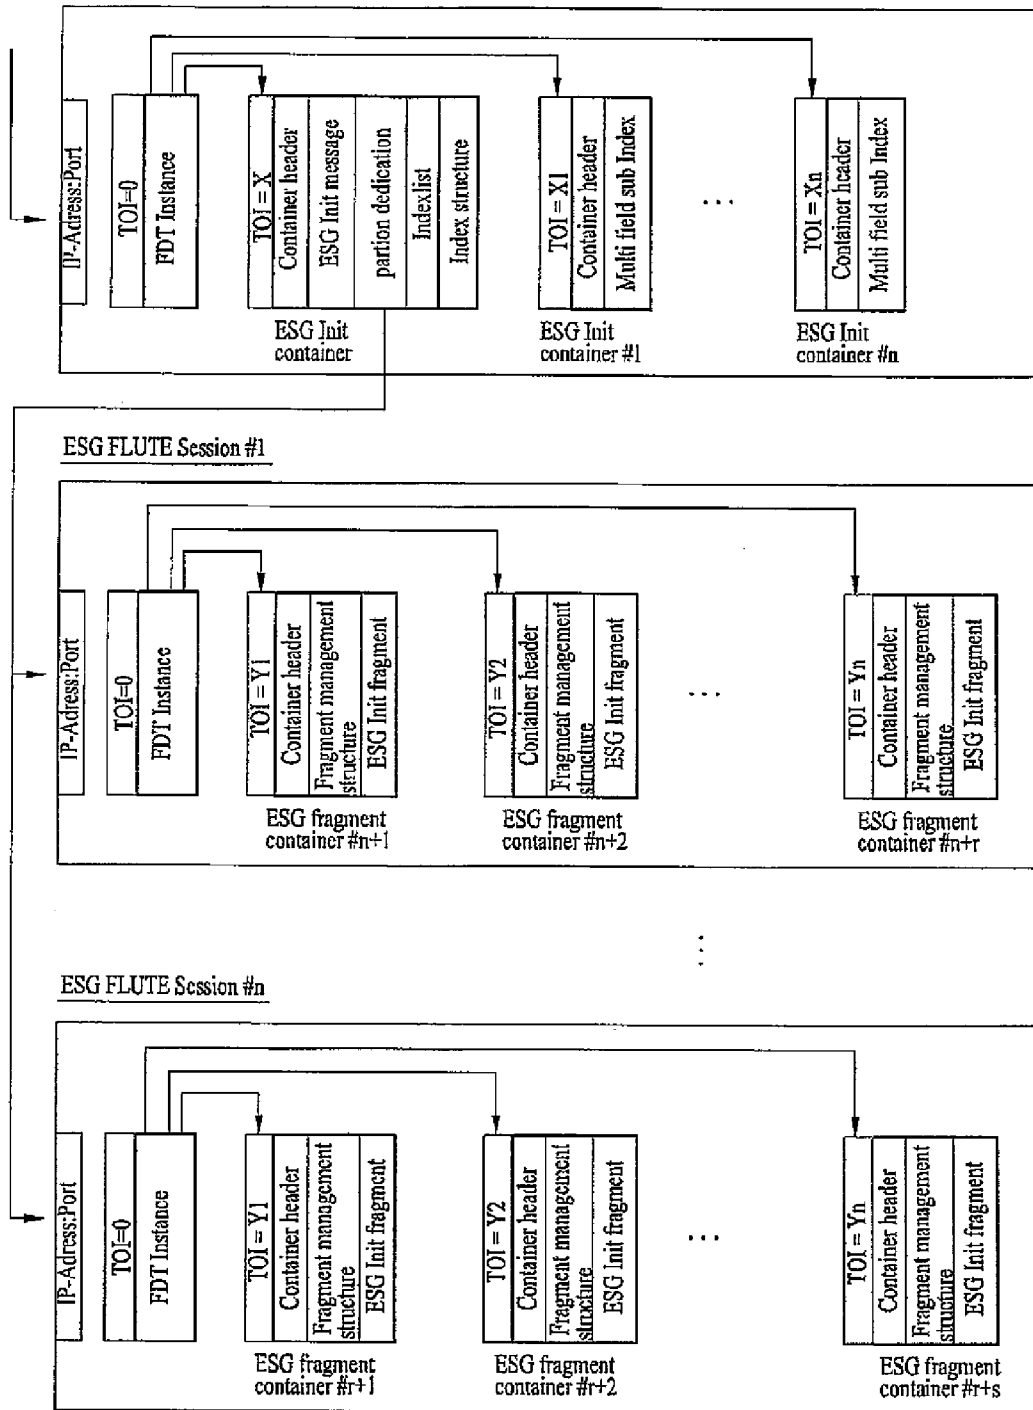 IP-Adress:Port
TOI=0
FDT Instance
TOI = X
Container header
ESG Init message
partion dedication
Indexlist
Index structure
ESG Init
container
TOI = X1
Container header
Multi field sub Index
ESG Init
container #1
...
TOI = Xn
Container header
Multi field sub Index
ESG Init
container #n
ESG FLUTE Session #1
IP-Adress:Port
TOI=0
FDT Instance
TOI = Y1
Container header
Fragment management
structure
ESG Init fragment
ESG fragment
container #n+1
TOI = Y2
Container header
Fragment management
structure
ESG Init fragment
ESG fragment
container #n+2
...
TOI = Yn
Container header
Fragment management
structure
ESG Init fragment
ESG fragment
container #n+r
...
ESG FLUTE Session #n
IP-Adress:Port
TOI=0
FDT Instance
TOI = Y1
Container header
Fragment management
structure
ESG Init fragment
ESG fragment
container #r+1
TOI = Y2
Container header
Fragment management
structure
ESG Init fragment
ESG fragment
container #r+2
...
TOI = Yn
Container header
Fragment management
structure
ESG Init fragment
ESG fragment
container #r+s